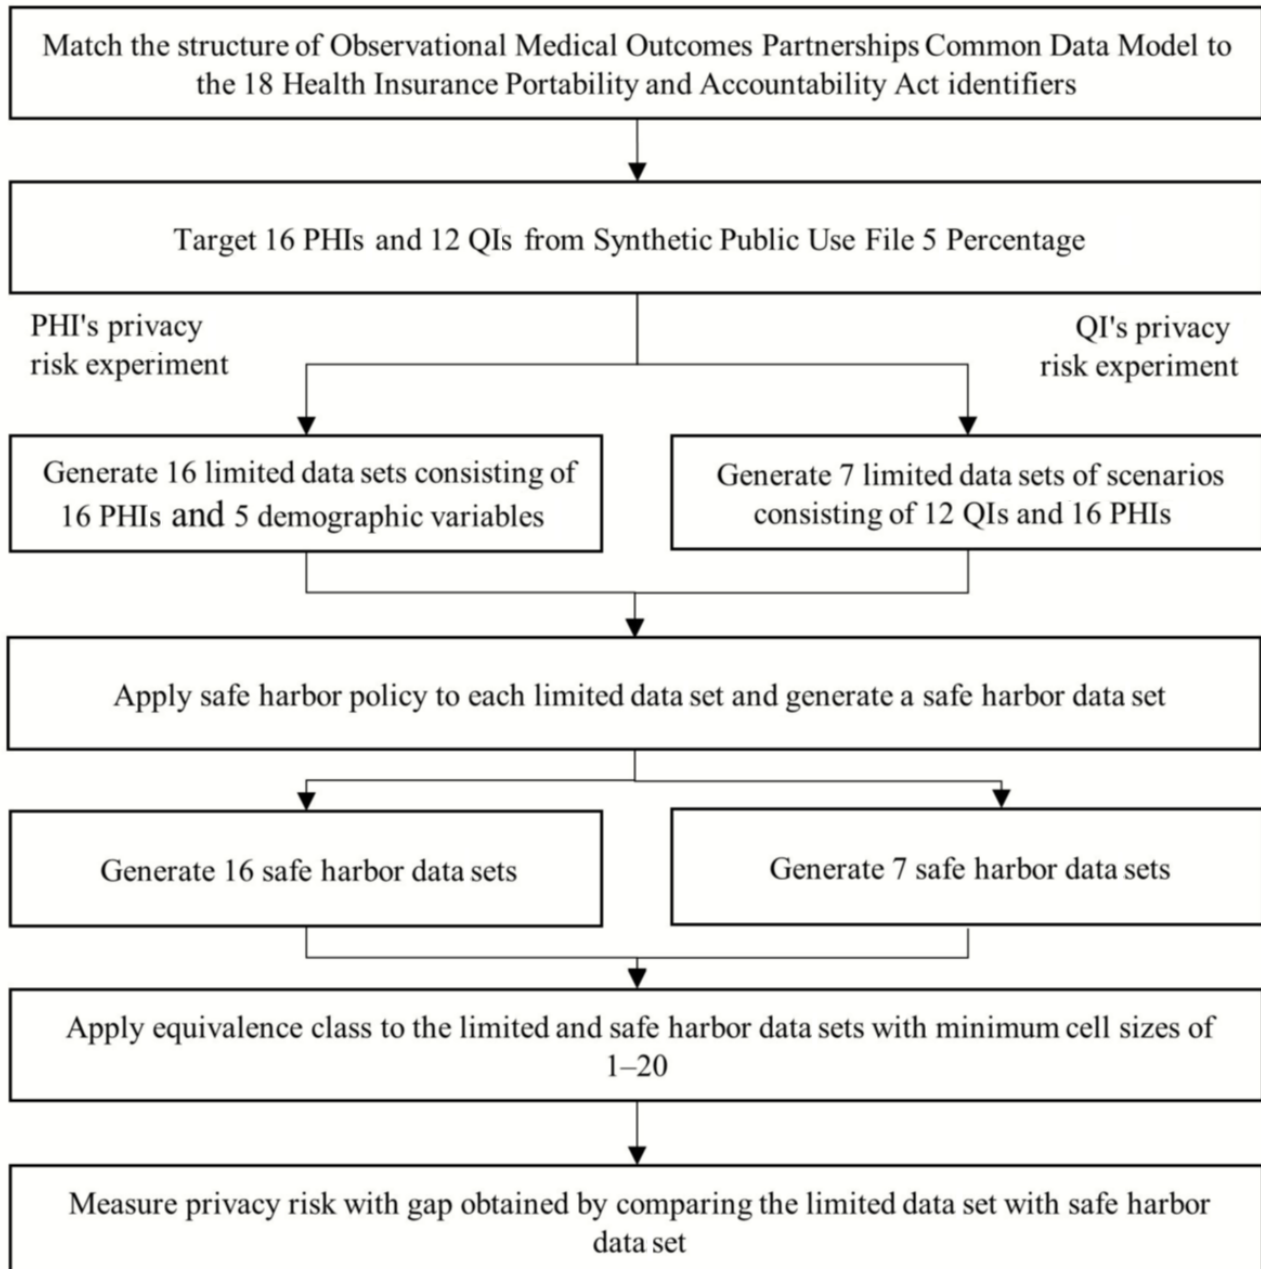 Match the structure of Observational Medical Outcomes Partnerships Common Data Model to
the 18 Health Insurance Portability and Accountability Act identifiers
Target 16 PHIs and 12 QIs from Synthetic Public Use File 5 Percentage
PHI's privacy
risk experiment
QI's privacy
risk experiment
Generate 16 limited data sets consisting of
16 PHIs and 5 demographic variables
Generate 7 limited data sets of scenarios
consisting of 12 QIs and 16 PHIs
Apply safe harbor policy to each limited data set and generate a safe harbor data set
Generate 16 safe harbor data sets
Generate 7 safe harbor data sets
Apply equivalence class to the limited and safe harbor data sets with minimum cell sizes of
1–20
Measure privacy risk with gap obtained by comparing the limited data set with safe harbor
data set